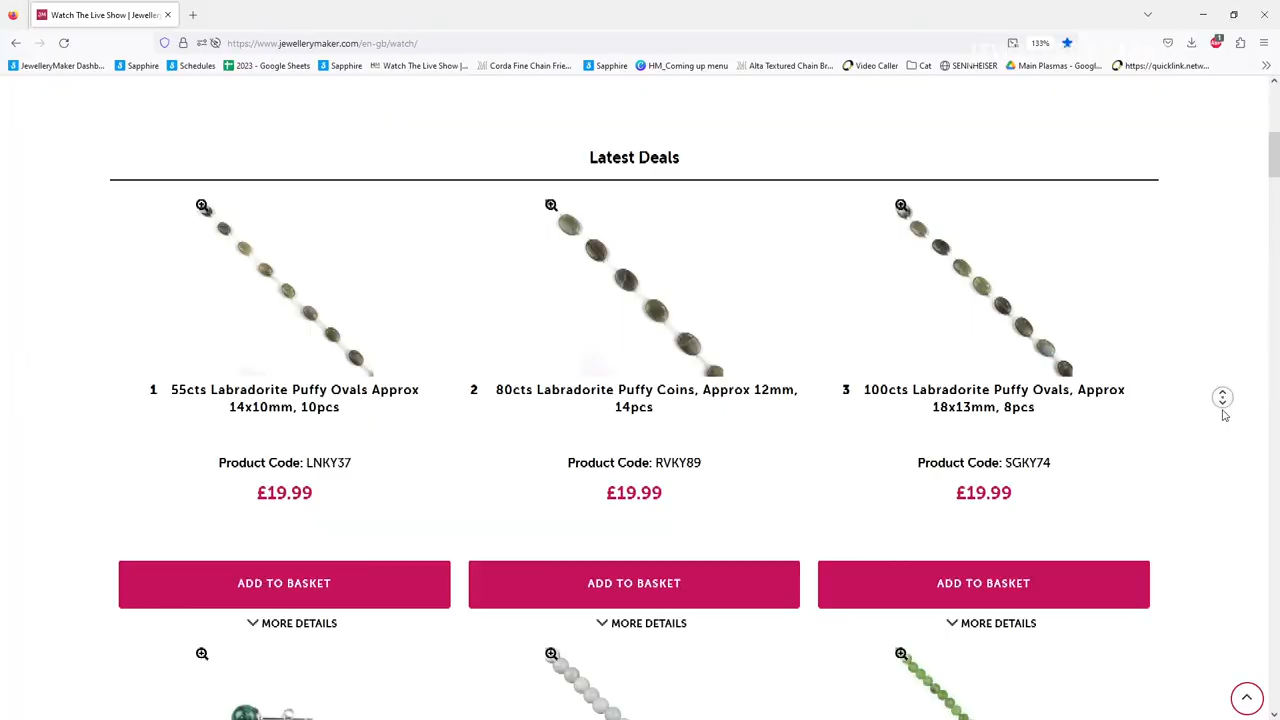 Watch The Live Show | Jeweller
https://www.jewellerymaker.com/en-gb/watch/
133%
1
JewelleryMaker Dashb...
Sapphire
Schedules
2023 - Google Sheets
Sapphire
Watch The Live Show |...
Corda Fine Chain Frie...
Sapphire
HM_Coming up menu
Alta Textured Chain Br...
Video Caller
Cat
SENNHEISER
Main Plasmas - Googl...
https://quicklink.netw...
Latest Deals
1 55cts Labradorite Puffy Ovals Approx
14x10mm, 10pcs
Product Code: LNKY37
£19.99
ADD TO BASKET
MORE DETAILS
2 80cts Labradorite Puffy Coins, Approx 12mm,
14pcs
Product Code: RVKY89
£19.99
ADD TO BASKET
MORE DETAILS
3 100cts Labradorite Puffy Ovals, Approx
18x13mm, 8pcs
Product Code: SGKY74
£19.99
ADD TO BASKET
MORE DETAILS